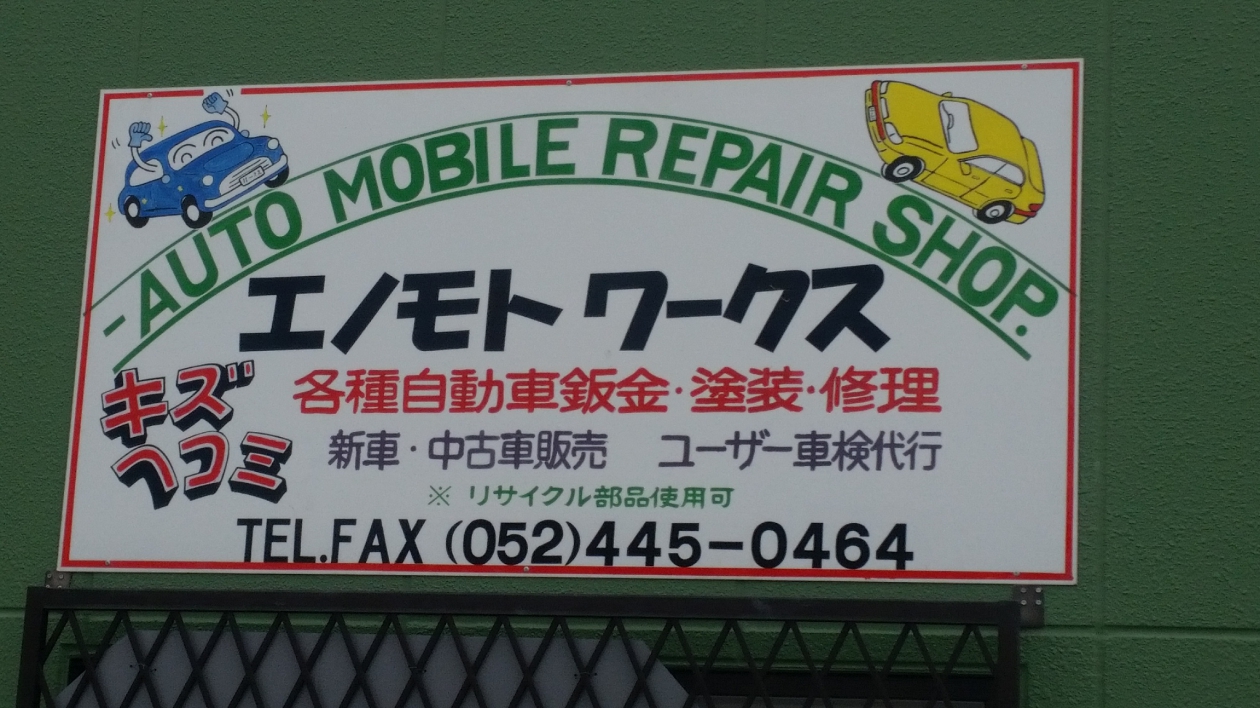 -AUTO MOBILE REPAIR SHOP.
エノモトワークス
キズ
ヘコミ
各種自動車鈑金・塗装・修理
新車・中古車販売 ユーザー車検代行
※ リサイクル部品使用可
TEL.FAX (052)445-0464